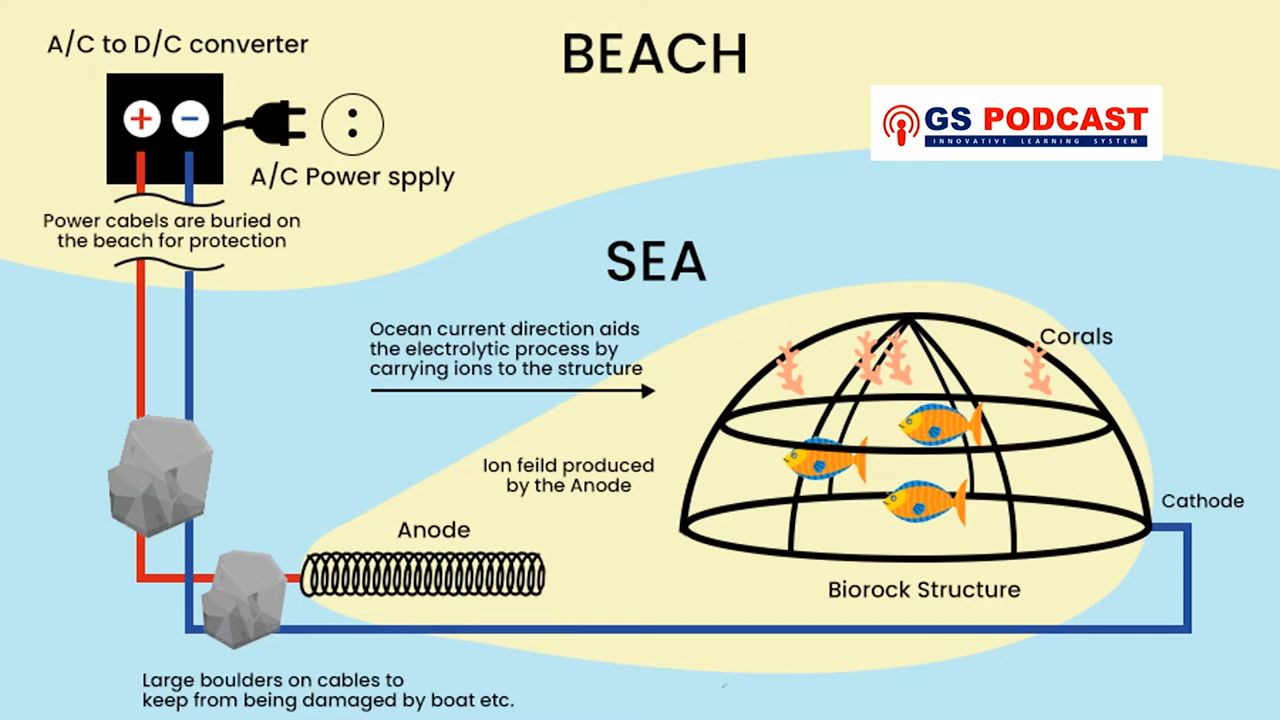 A/C to D/C converter
BEACH
+ −
GS PODCAST
INNOVATIVE LEARNING SYSTEM
A/C Power spply
Power cabels are buried on
the beach for protection
SEA
Ocean current direction aids
the electrolytic process by
carrying ions to the structure
Corals
Ion feild produced
by the Anode
Cathode
Anode
Biorock Structure
Large boulders on cables to
keep from being damaged by boat etc.